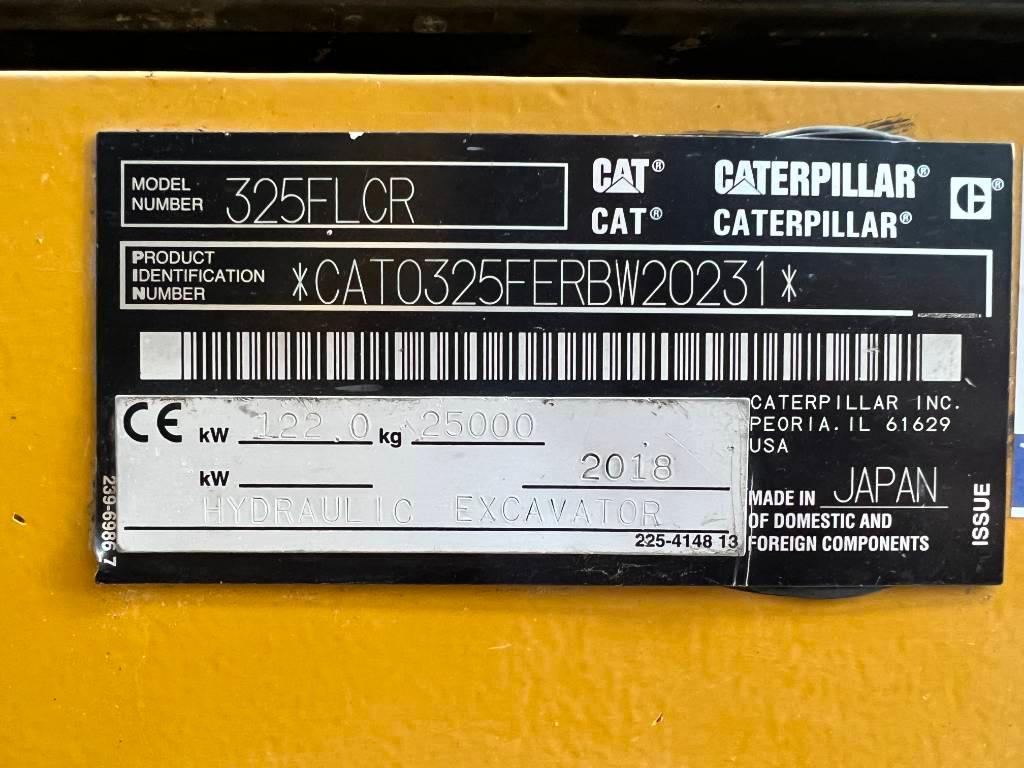 MODEL NUMBER 325FLCR
CAT® CATERPILLAR® C®
CAT® CATERPILLAR®
PRODUCT IDENTIFICATION NUMBER *CAT0325FERBW20231*
CE kW 122.0 kg 25000
kW 2018
HYDRAULIC EXCAVATOR
225-4148 13
239-6986 7
CATERPILLAR INC.
PEORIA. IL 61629
USA
MADE IN JAPAN
OF DOMESTIC AND
FOREIGN COMPONENTS
ISSUE